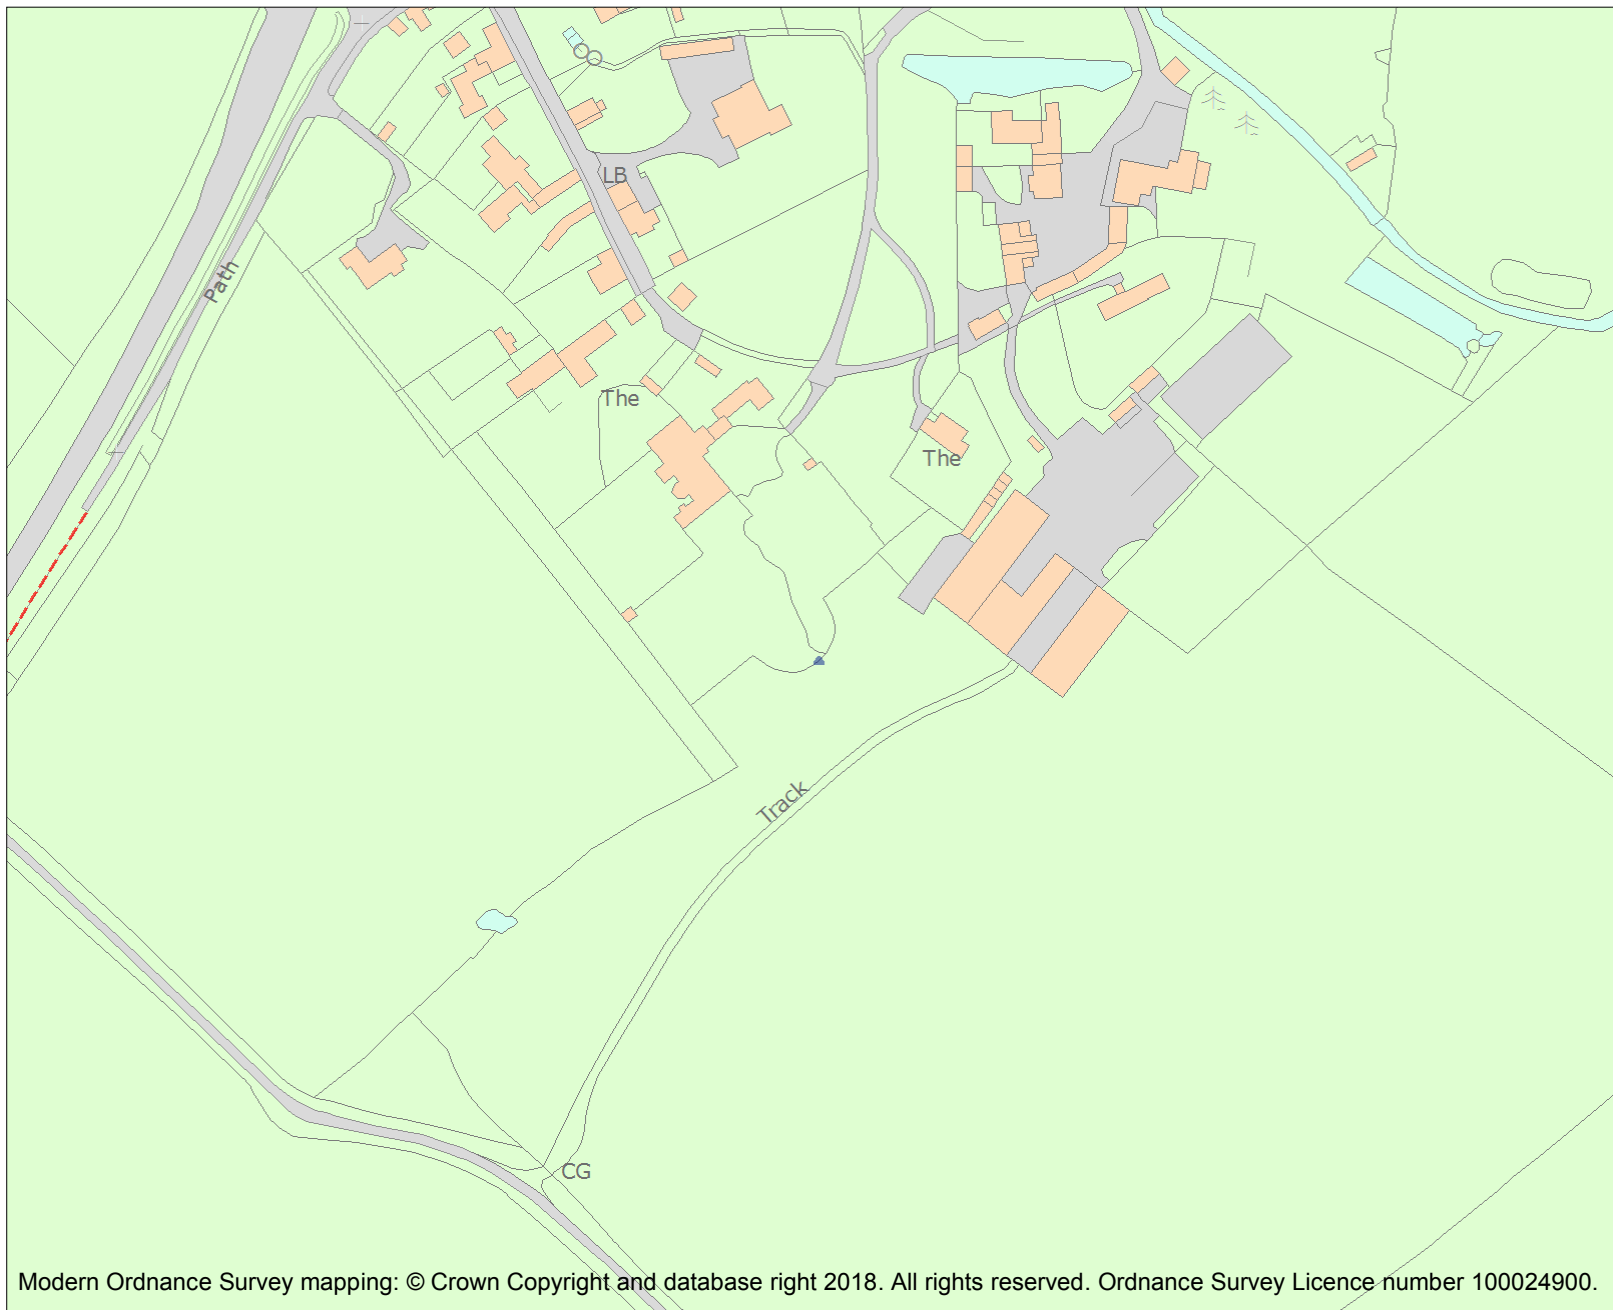 LB
Path
The
The
Track
CG
Modern Ordnance Survey mapping: © Crown Copyright and database right 2018. All rights reserved. Ordnance Survey Licence number 100024900.